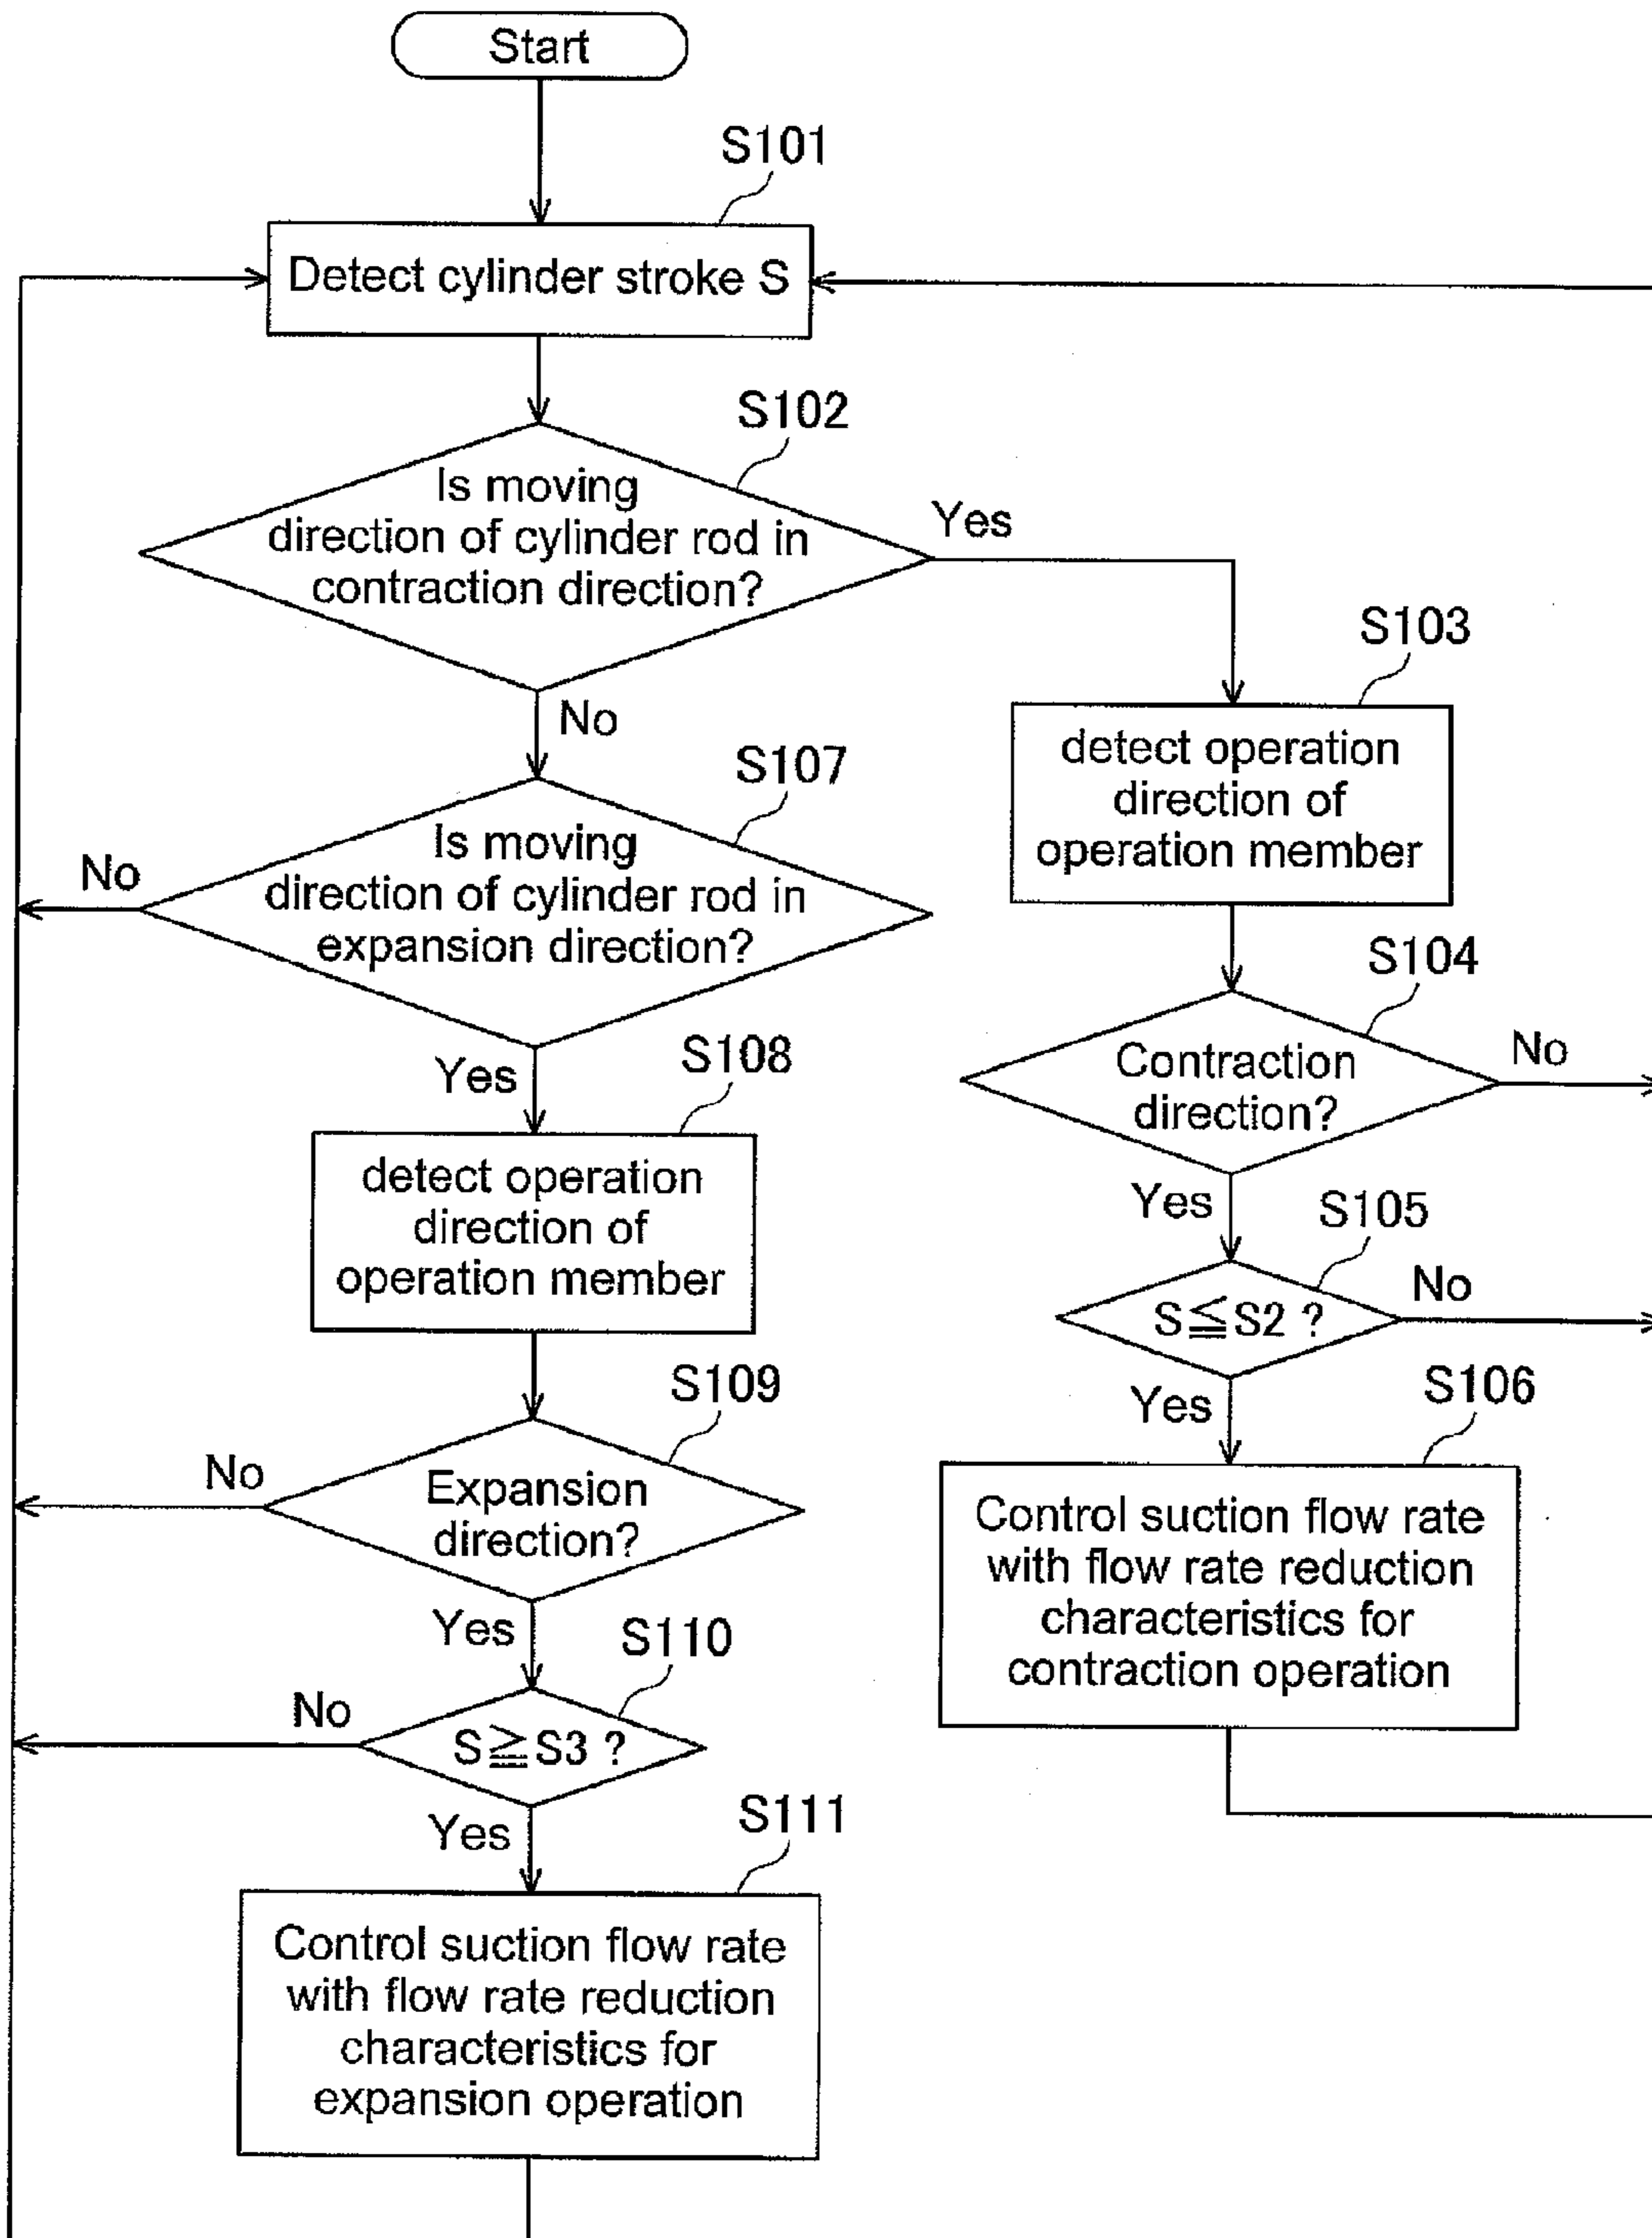 Start
S101
Detect cylinder stroke S
S102
Is moving
direction of cylinder rod in
contraction direction?
Yes
No
S103
detect operation
direction of
operation member
S107
Is moving
direction of cylinder rod in
expansion direction?
No
Yes
S104
Contraction
direction?
No
Yes
S108
detect operation
direction of
operation member
S105
S≦S2 ?
No
Yes
S109
Expansion
direction?
No
Yes
S106
Control suction flow rate
with flow rate reduction
characteristics for
contraction operation
S110
S≧S3 ?
No
Yes
S111
Control suction flow rate
with flow rate reduction
characteristics for
expansion operation